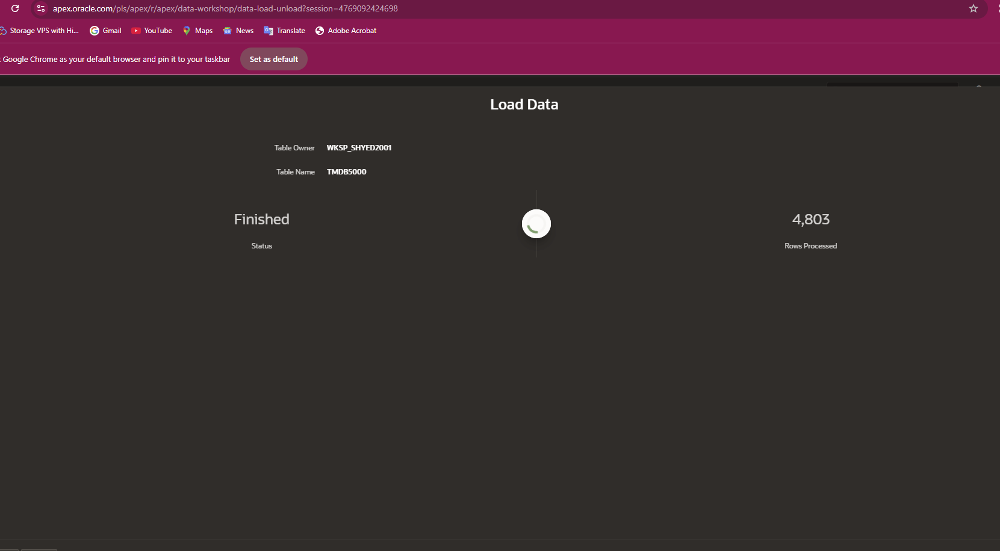 apex.oracle.com/pls/apex/r/apex/data-workshop/data-load-unload?session=4769092424698
Storage VPS with Hi... Gmail YouTube Maps News Translate Adobe Acrobat
Google Chrome as your default browser and pin it to your taskbar Set as default
Load Data
Table Owner WKSP_SHYED2001
Table Name TMDB5000
Finished 4,803
Status Rows Processed